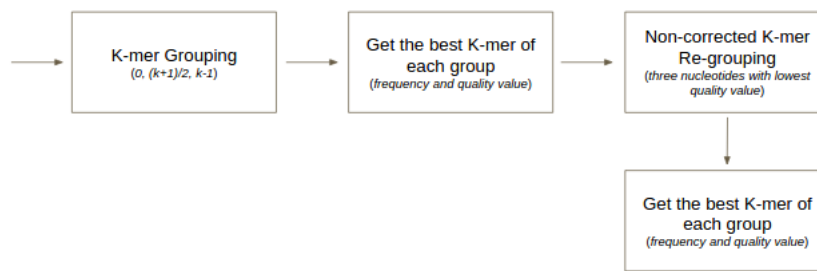 K-mer Grouping
(0, (k+1)/2, k-1)
Get the best K-mer of
each group
(frequency and quality value)
Non-corrected K-mer
Re-grouping
(three nucleotides with lowest
quality value)
Get the best K-mer of
each group
(frequency and quality value)